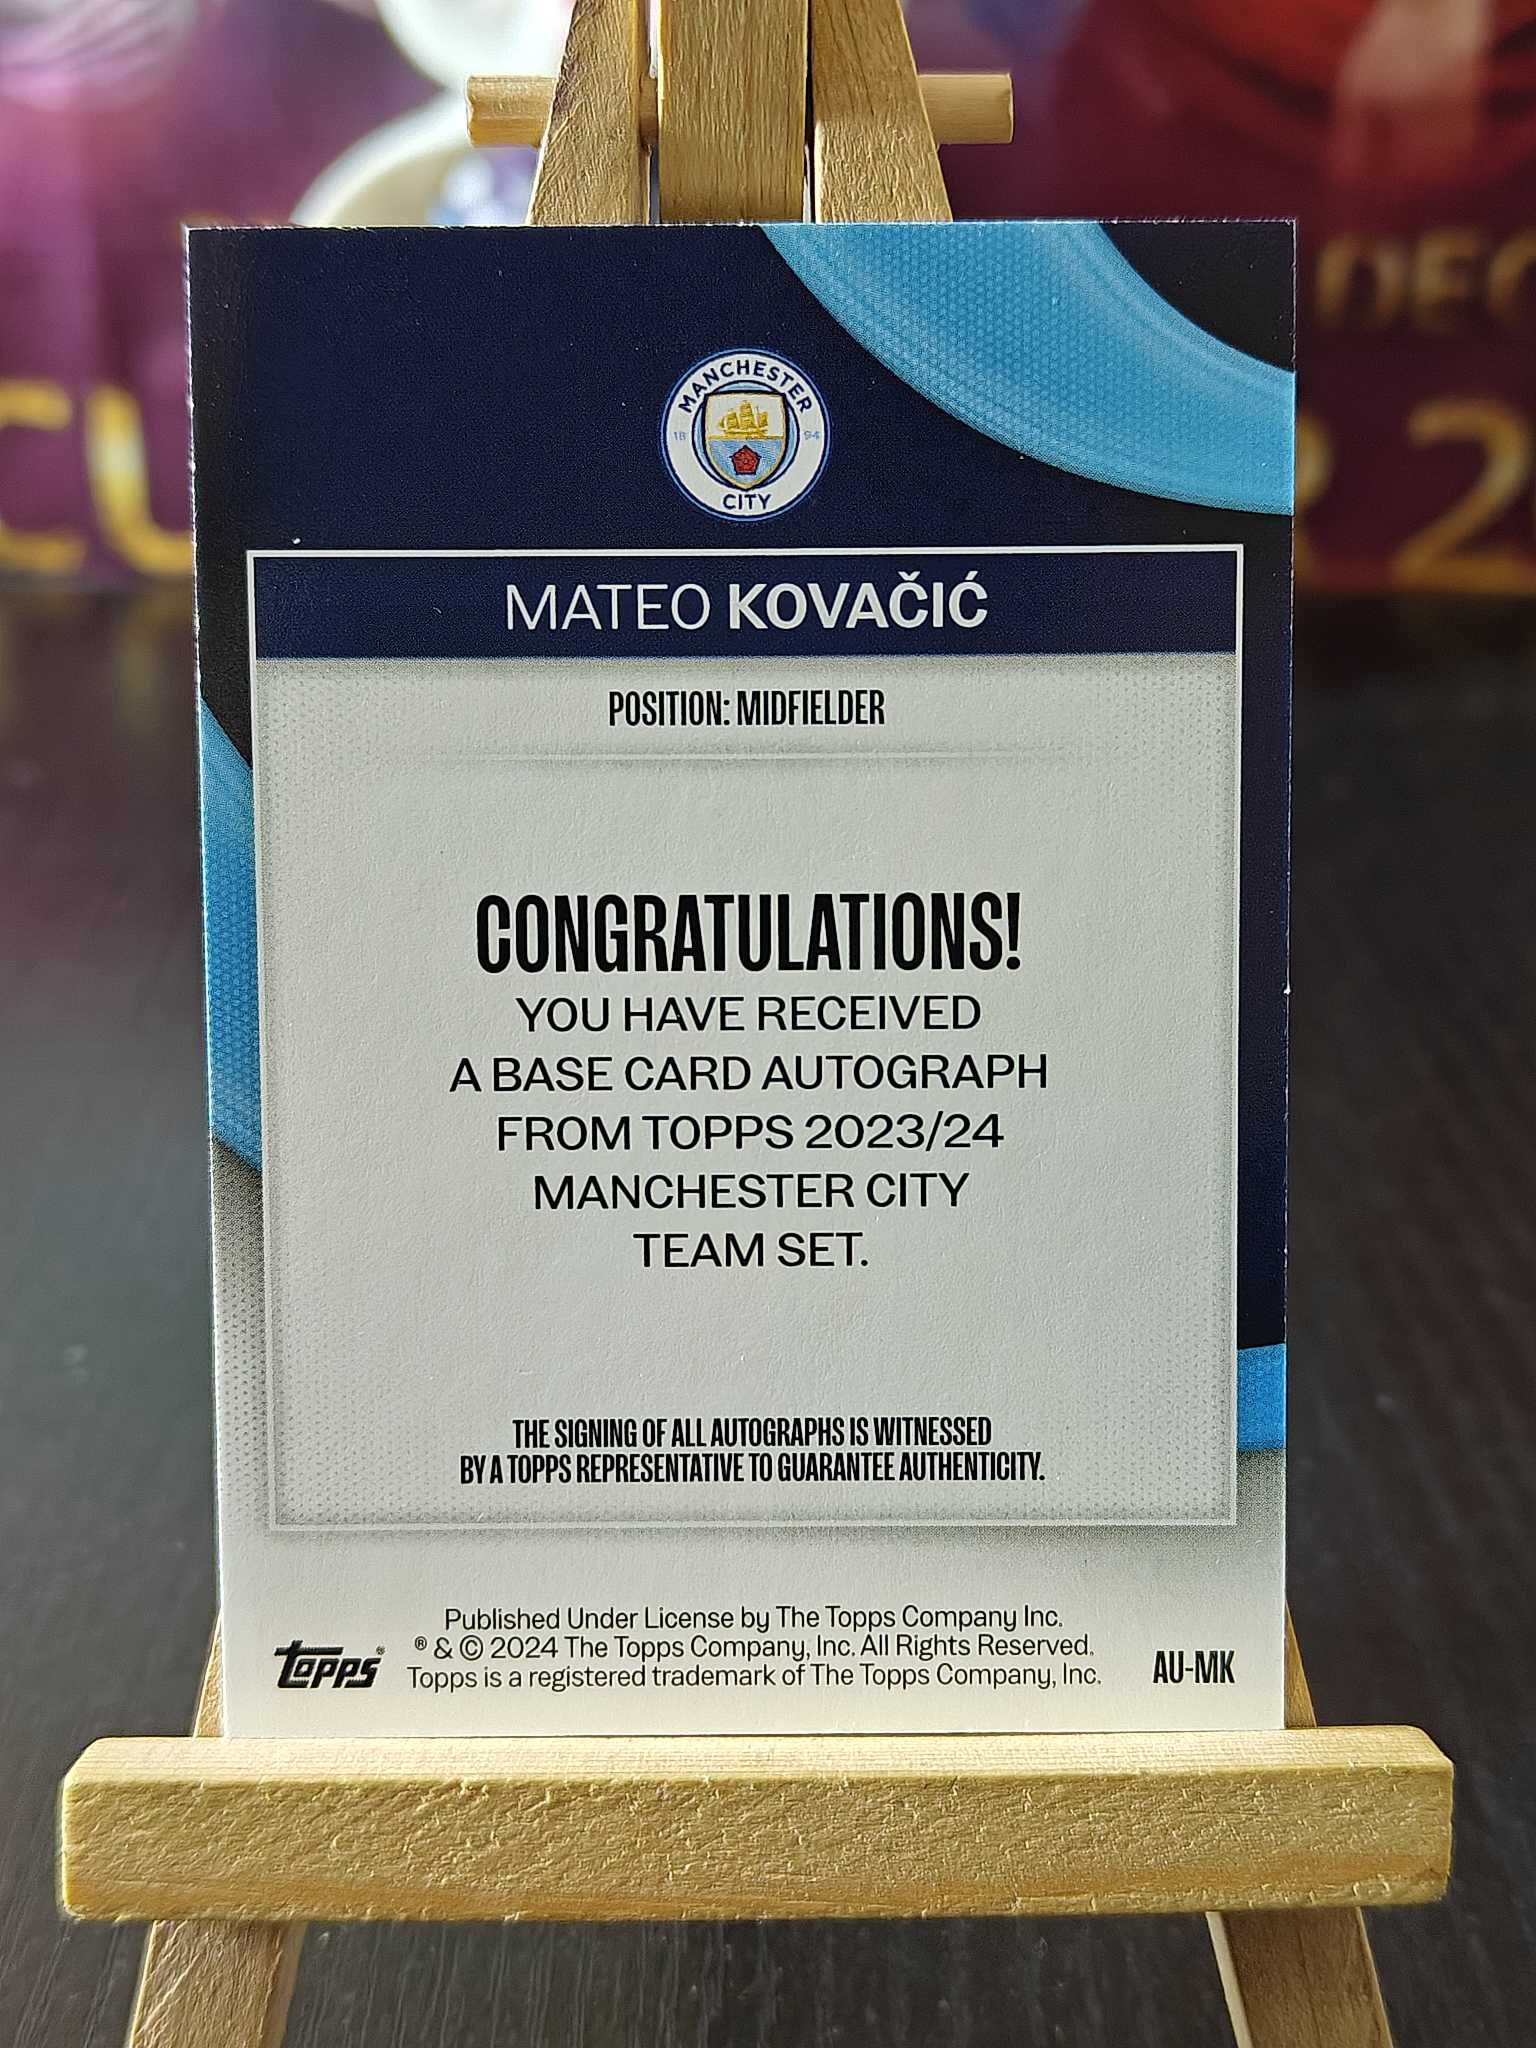 MANCHESTER
18 94
CITY
MATEO KOVAČIĆ
POSITION: MIDFIELDER
CONGRATULATIONS!
YOU HAVE RECEIVED
A BASE CARD AUTOGRAPH
FROM TOPPS 2023/24
MANCHESTER CITY
TEAM SET.
THE SIGNING OF ALL AUTOGRAPHS IS WITNESSED
BY A TOPPS REPRESENTATIVE TO GUARANTEE AUTHENTICITY.
Published Under License by The Topps Company Inc.
® & © 2024 The Topps Company, Inc. All Rights Reserved.
Topps is a registered trademark of The Topps Company, Inc.
topps®
AU-MK